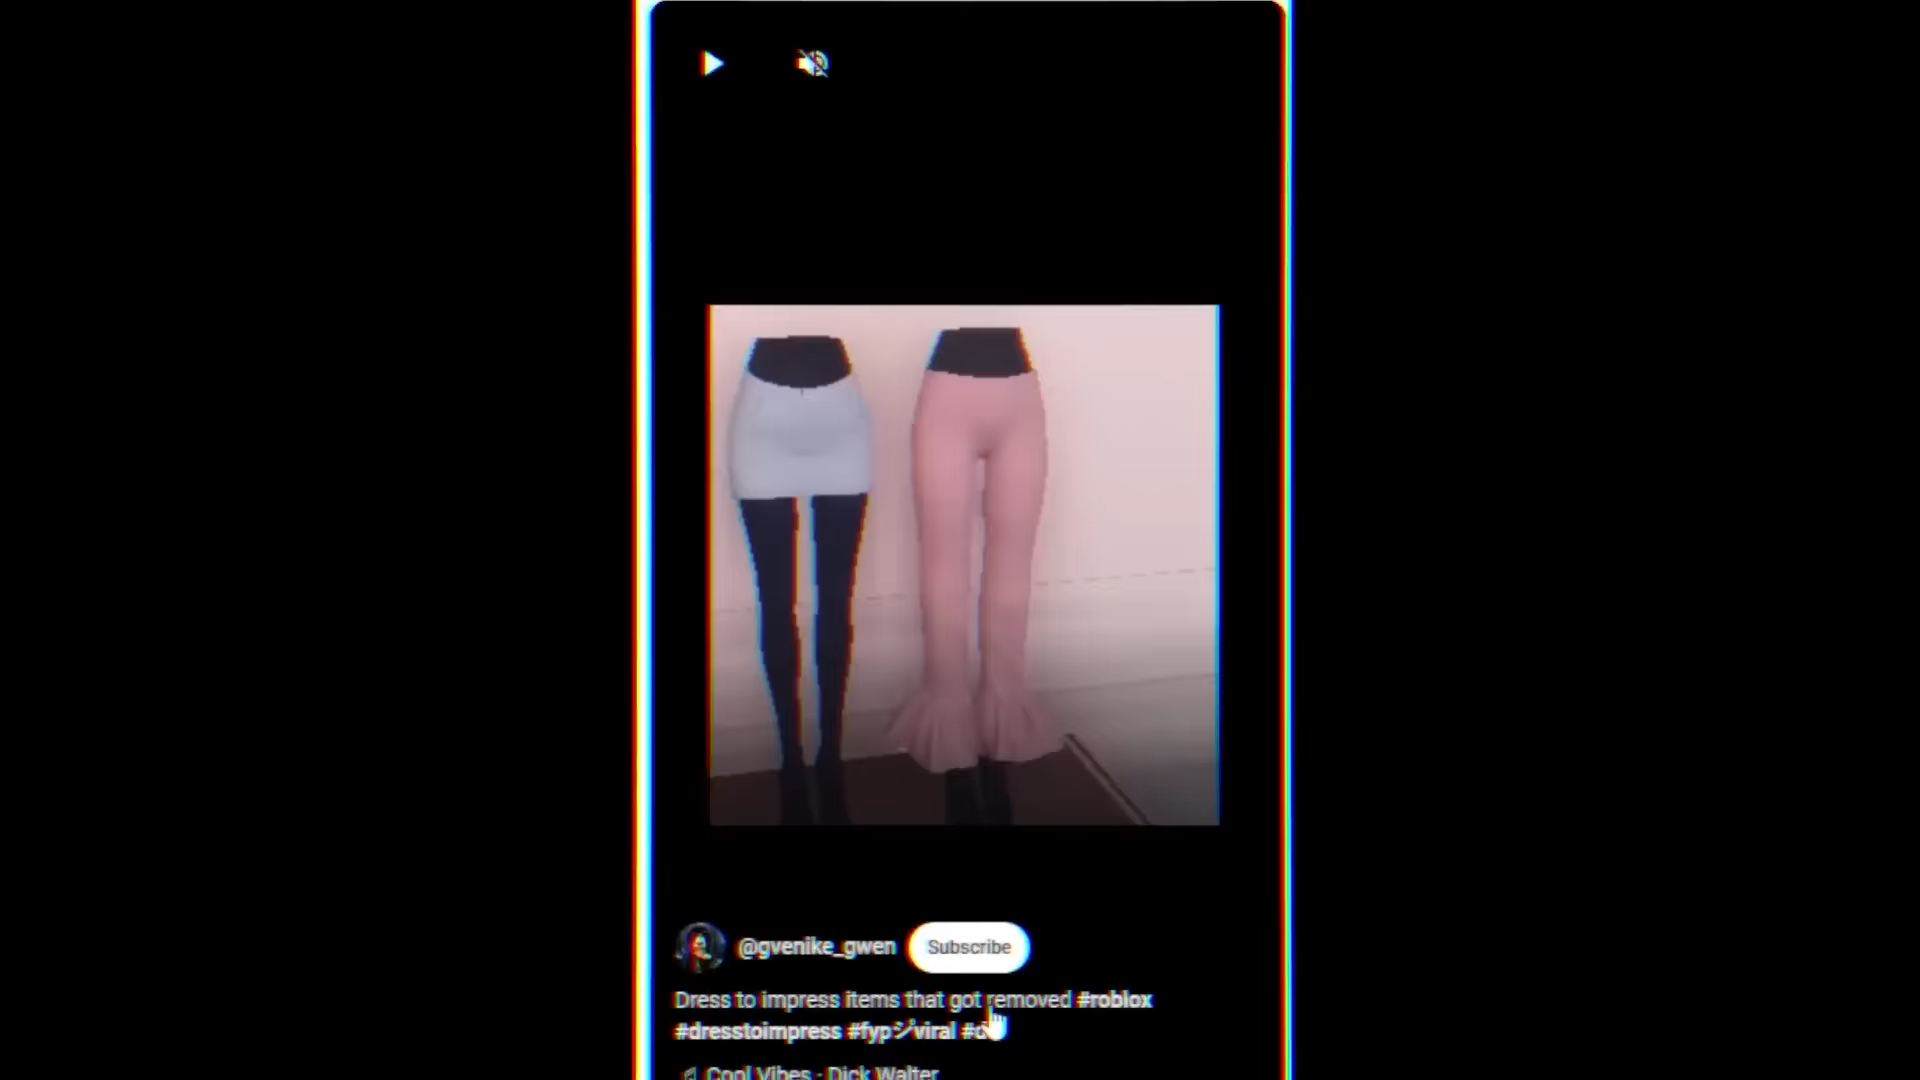 @gvenike_gwen Subscribe
Dress to impress items that got removed #roblox
#dresstoimpress #fypジviral
Cool Vibes - Dick Walter